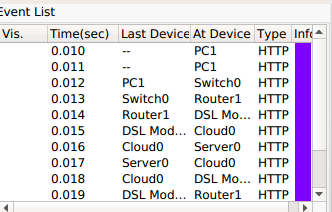 Event List
Vis. Time(sec) Last Device At Device Type Info
0.010 -- PC1 HTTP
0.011 -- PC1 HTTP
0.012 PC1 Switch0 HTTP
0.013 Switch0 Router1 HTTP
0.014 Router1 DSL Mo... HTTP
0.015 DSL Mod... Cloud0 HTTP
0.016 Cloud0 Server0 HTTP
0.017 Server0 Cloud0 HTTP
0.018 Cloud0 DSL Mo... HTTP
0.019 DSL Mod... Router1 HTTP